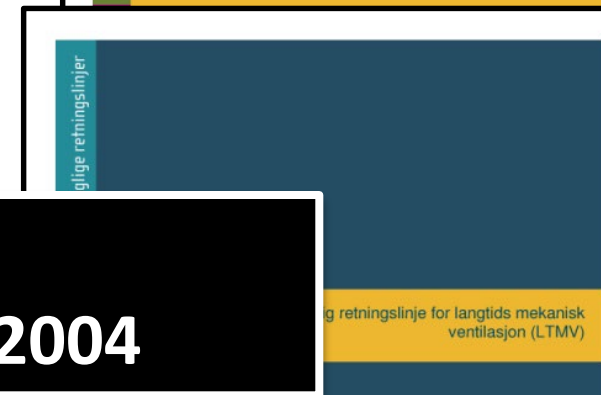 glige retningslinjer
2004
g retningslinje for langtids mekanisk
ventilasjon (LTMV)